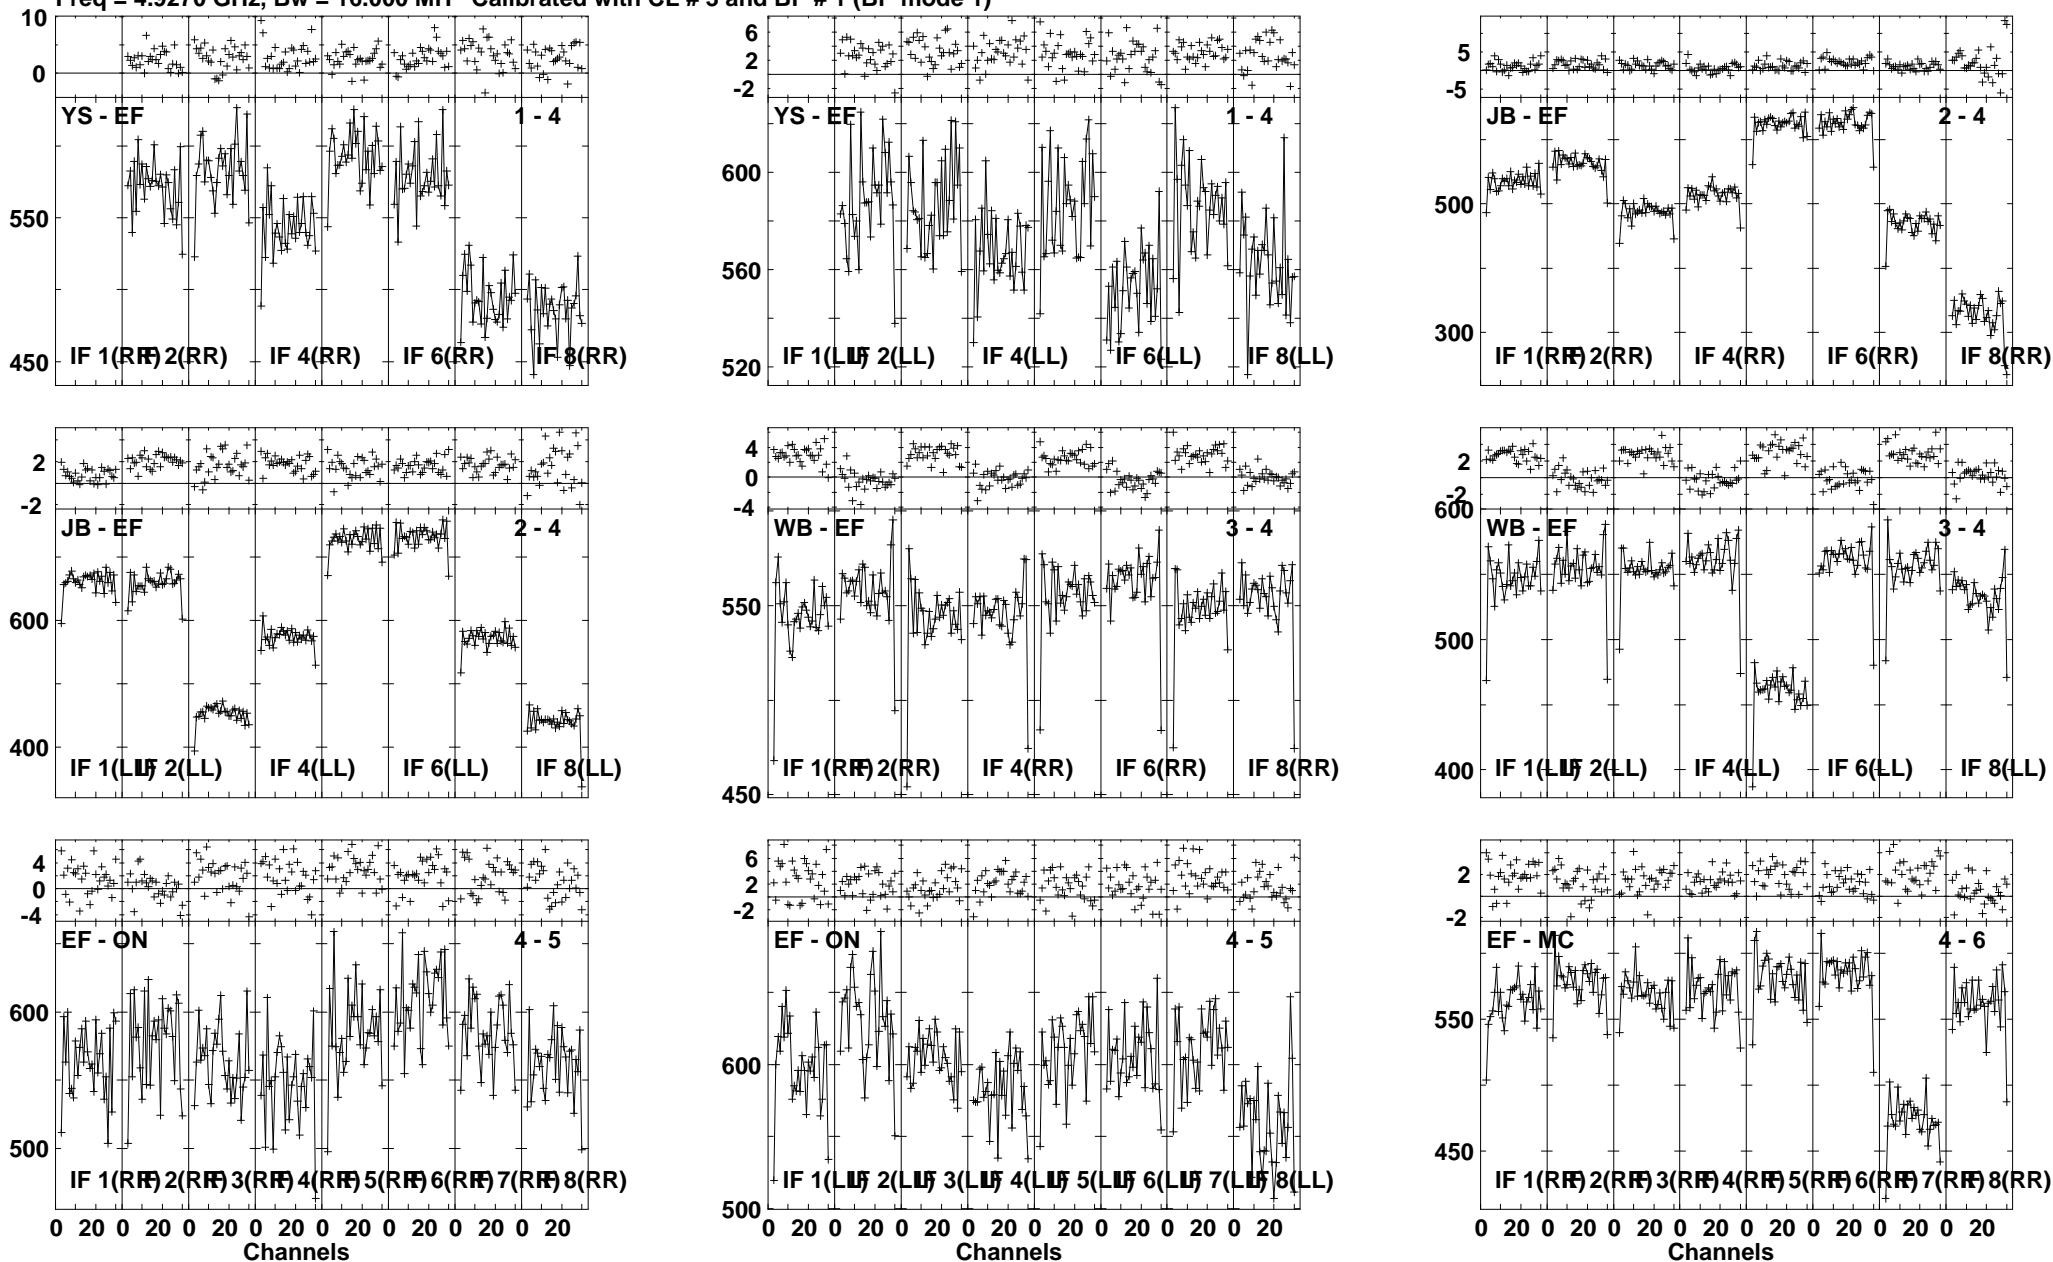 Freq = 4.9270 GHz, Bw = 16.000 MH Calibrated with CL # 3 and BP # 1 (BP mode 1)
10
0
YS - EF 1 - 4
550
450
IF 1(RR) IF 2(RR) IF 4(RR) IF 6(RR) IF 8(RR)
6
2
-2
YS - EF 1 - 4
600
560
520
IF 1(LL) IF 2(LL) IF 4(LL) IF 6(LL) IF 8(LL)
5
-5
JB - EF 2 - 4
500
300
IF 1(RR) IF 2(RR) IF 4(RR) IF 6(RR) IF 8(RR)
2
-2
JB - EF 2 - 4
600
400
IF 1(LL) IF 2(LL) IF 4(LL) IF 6(LL) IF 8(LL)
4
0
-4
WB - EF 3 - 4
550
450
IF 1(RR) IF 2(RR) IF 4(RR) IF 6(RR) IF 8(RR)
2
-2
600
WB - EF 3 - 4
500
400
IF 1(LL) IF 2(LL) IF 4(LL) IF 6(LL) IF 8(LL)
4
0
-4
EF - ON 4 - 5
600
500
IF 1(RR) IF 2(RR) IF 3(RR) IF 4(RR) IF 5(RR) IF 6(RR) IF 7(RR) IF 8(RR)
0 20 0 20 0 20 0 20 0 20 0 20 0 20 0 20
Channels
6
2
-2
EF - ON 4 - 5
600
500
IF 1(LL) IF 2(LL) IF 3(LL) IF 4(LL) IF 5(LL) IF 6(LL) IF 7(LL) IF 8(LL)
0 20 0 20 0 20 0 20 0 20 0 20 0 20 0 20
Channels
2
-2
EF - MC 4 - 6
550
450
IF 1(RR) IF 2(RR) IF 3(RR) IF 4(RR) IF 5(RR) IF 6(RR) IF 7(RR) IF 8(RR)
0 20 0 20 0 20 0 20 0 20 0 20 0 20 0 20
Channels